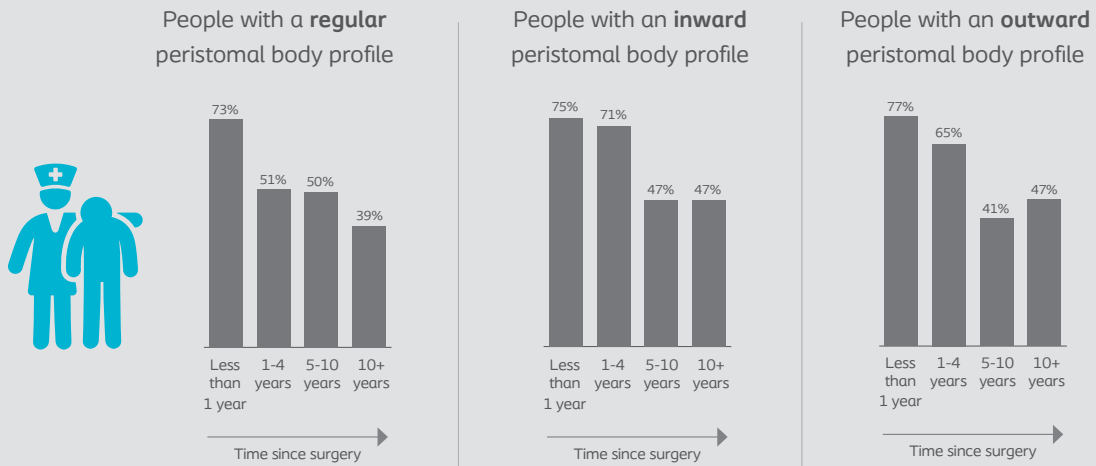 People with a regular
peristomal body profile
73%
51%
50%
39%
Less than 1 year
1-4 years
5-10 years
10+ years
Time since surgery
People with an inward
peristomal body profile
75%
71%
47%
47%
Less than 1 year
1-4 years
5-10 years
10+ years
Time since surgery
People with an outward
peristomal body profile
77%
65%
41%
47%
Less than 1 year
1-4 years
5-10 years
10+ years
Time since surgery